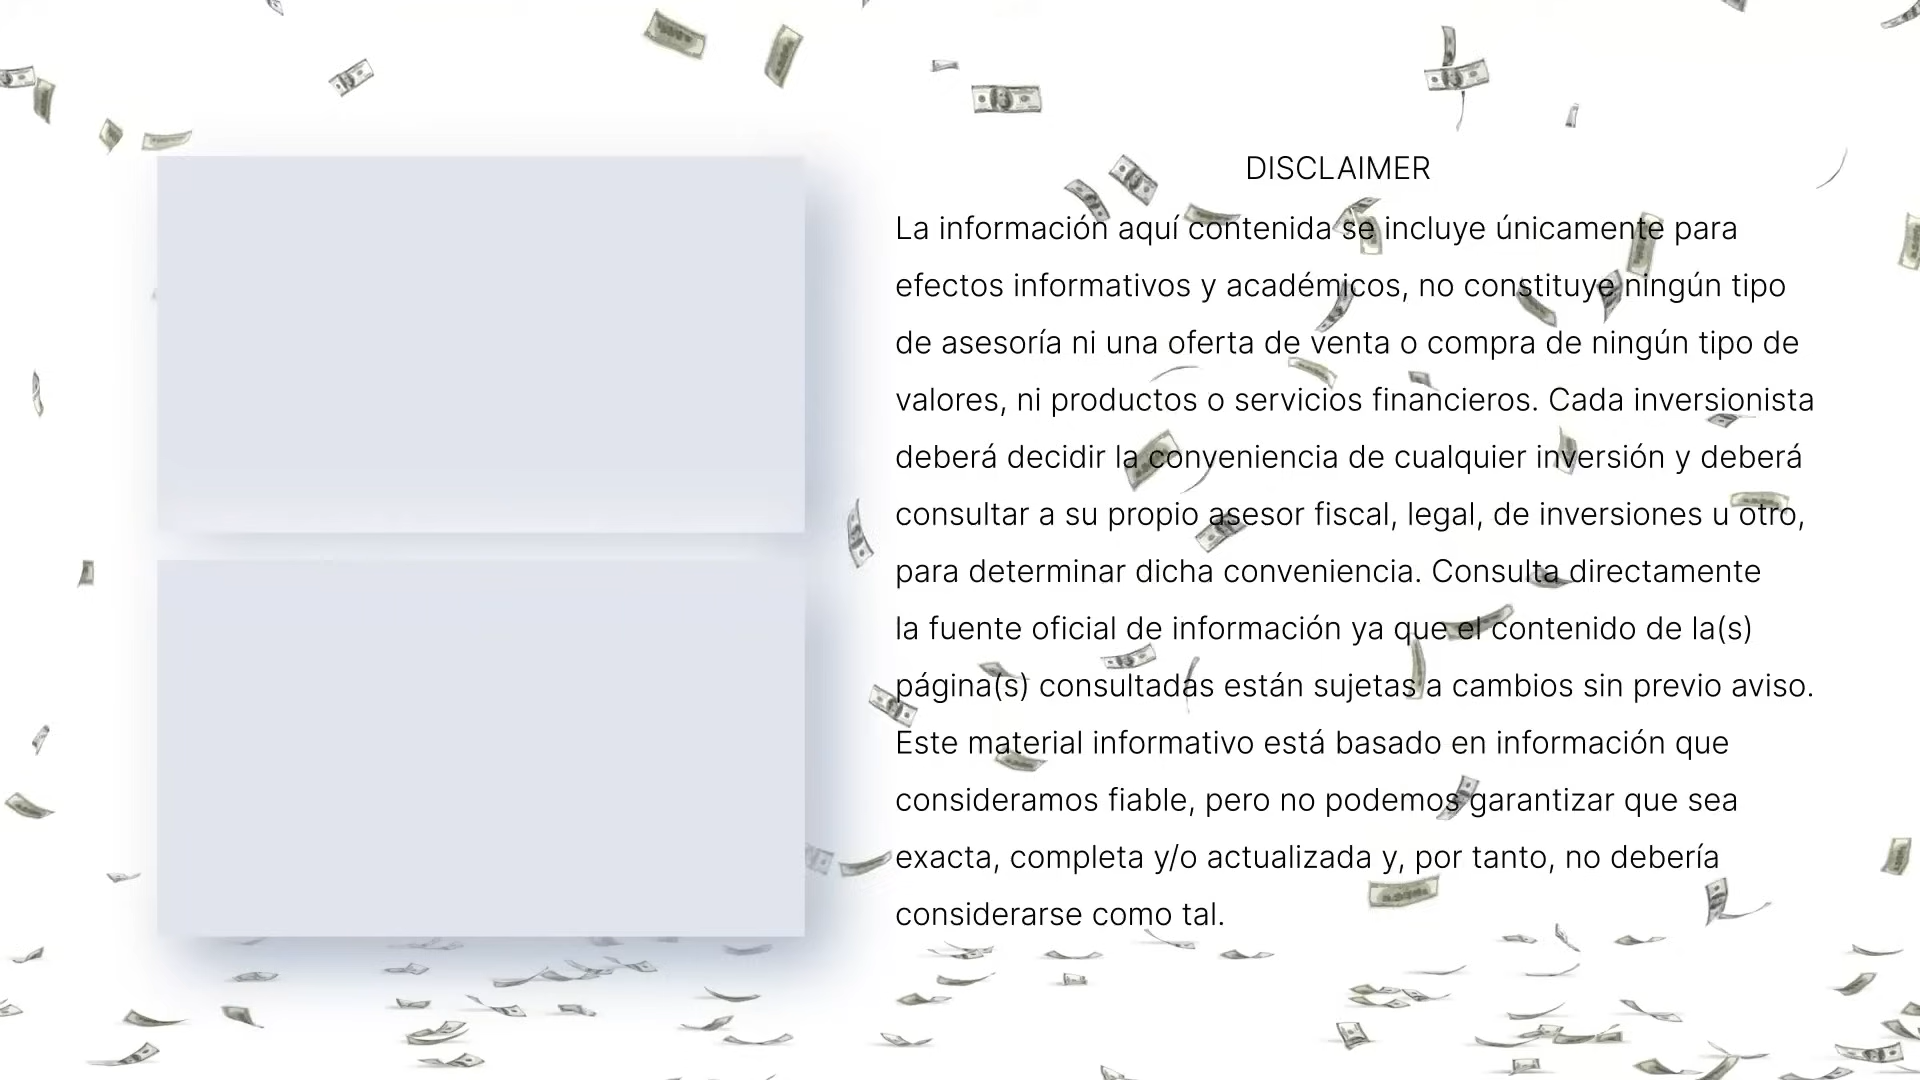 DISCLAIMER
La información aquí contenida se incluye únicamente para
efectos informativos y académicos, no constituye ningún tipo
de asesoría ni una oferta de venta o compra de ningún tipo de
valores, ni productos o servicios financieros. Cada inversionista
deberá decidir la conveniencia de cualquier inversión y deberá
consultar a su propio asesor fiscal, legal, de inversiones u otro,
para determinar dicha conveniencia. Consulta directamente
la fuente oficial de información ya que el contenido de la(s)
página(s) consultadas están sujetas a cambios sin previo aviso.
Este material informativo está basado en información que
consideramos fiable, pero no podemos garantizar que sea
exacta, completa y/o actualizada y, por tanto, no debería
considerarse como tal.